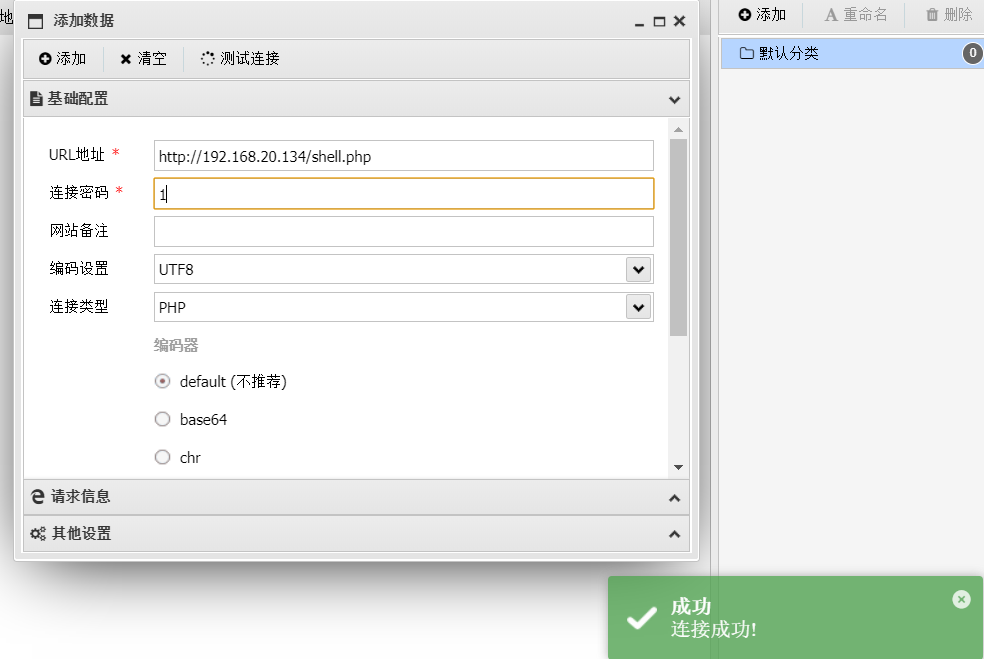 地
添加数据
添加 清空 测试连接
基础配置
URL地址 * http://192.168.20.134/shell.php
连接密码 * 1
网站备注
编码设置 UTF8
连接类型 PHP
编码器
default (不推荐)
base64
chr
请求信息
其他设置
添加 A 重命名 删除
默认分类 0
成功
连接成功!